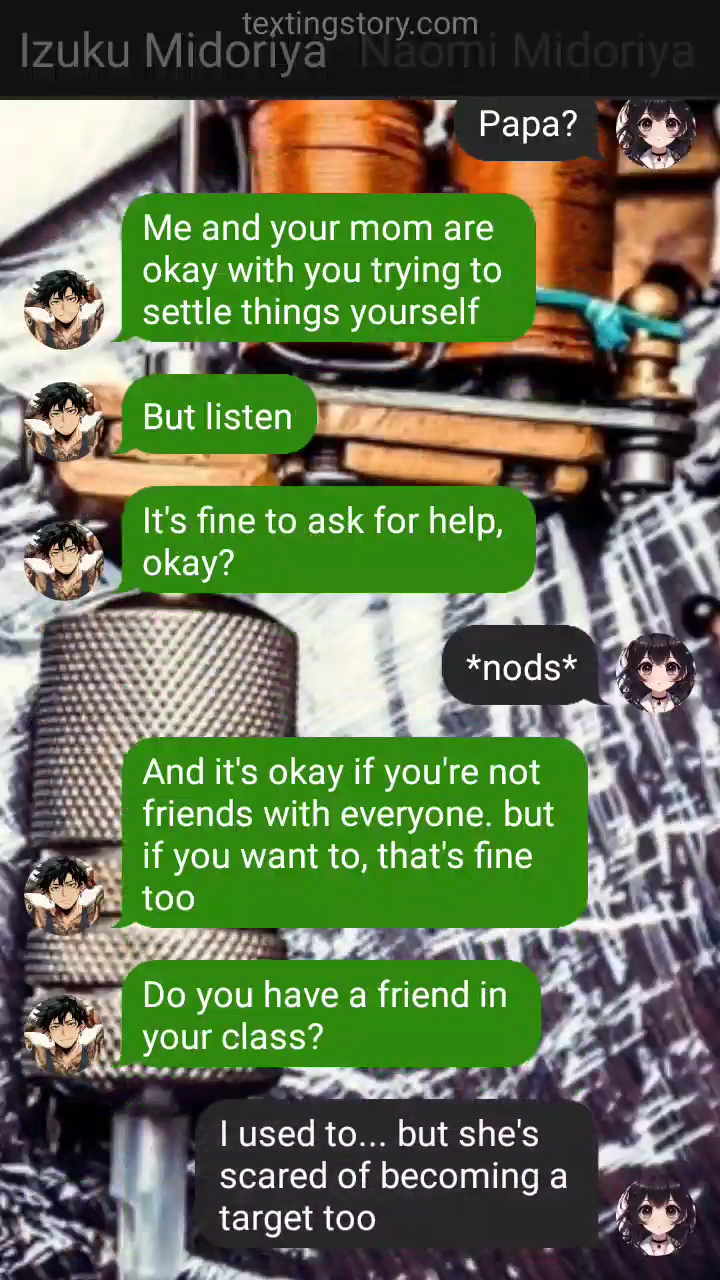 textingstory.com
Izuku Midoriya Naomi Midoriya
Papa?
Me and your mom are
okay with you trying to
settle things yourself
But listen
It's fine to ask for help,
okay?
*nods*
And it's okay if you're not
friends with everyone. but
if you want to, that's fine
too
Do you have a friend in
your class?
I used to... but she's
scared of becoming a
target too